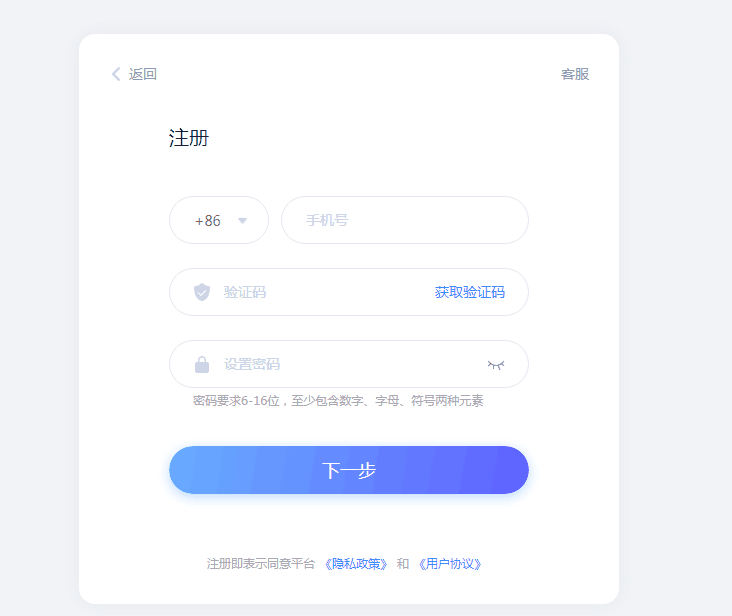 返回 客服
注册
+86 手机号
验证码 获取验证码
设置密码
密码要求6-16位，至少包含数字、字母、符号两种元素
下一步
注册即表示同意平台 《隐私政策》 和 《用户协议》